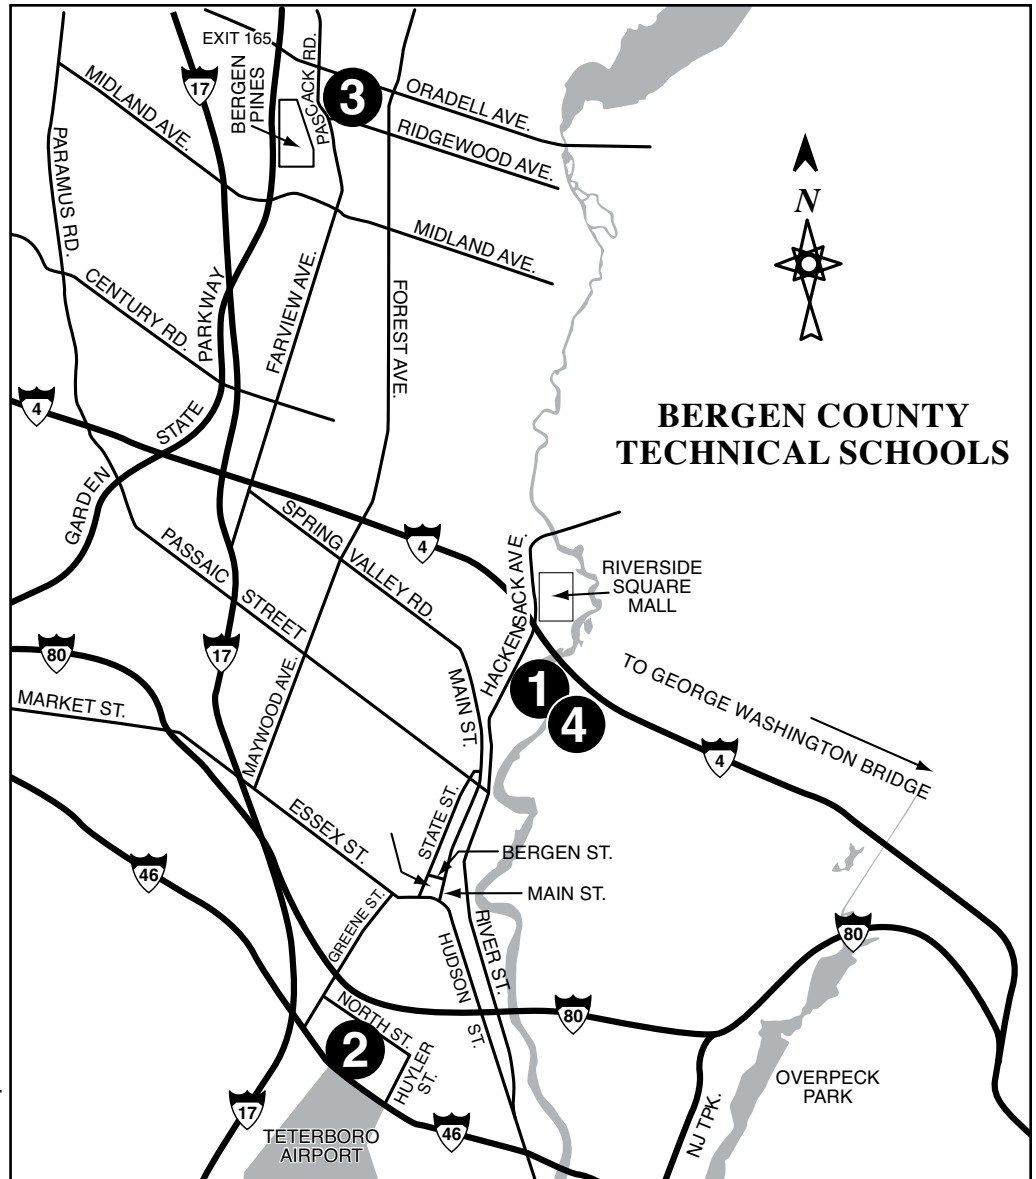 EXIT 165
17
BERGEN
PINES
PASCACK RD.
3
ORADELL AVE.
RIDGEWOOD AVE.
MIDLAND AVE.
PARAMUS RD.
MIDLAND AVE.
N
CENTURY RD.
PARKWAY
FARVIEW AVE.
FOREST AVE.
4
STATE
GARDEN
BERGEN COUNTY
TECHNICAL SCHOOLS
PASSAIC
STREET
SPRING VALLEY RD.
4
HACKENSACK AVE.
RIVERSIDE
SQUARE
MALL
80
17
MARKET ST.
MAYWOOD AVE.
MAIN ST.
1
4
TO GEORGE WASHINGTON BRIDGE
4
ESSEX ST.
STATE ST.
BERGEN ST.
MAIN ST.
46
GREENE ST.
HUDSON
ST.
RIVER ST.
80
80
NORTH ST.
2
HUYLER
ST.
17
TETERBORO
AIRPORT
46
NJ TPK.
OVERPECK
PARK